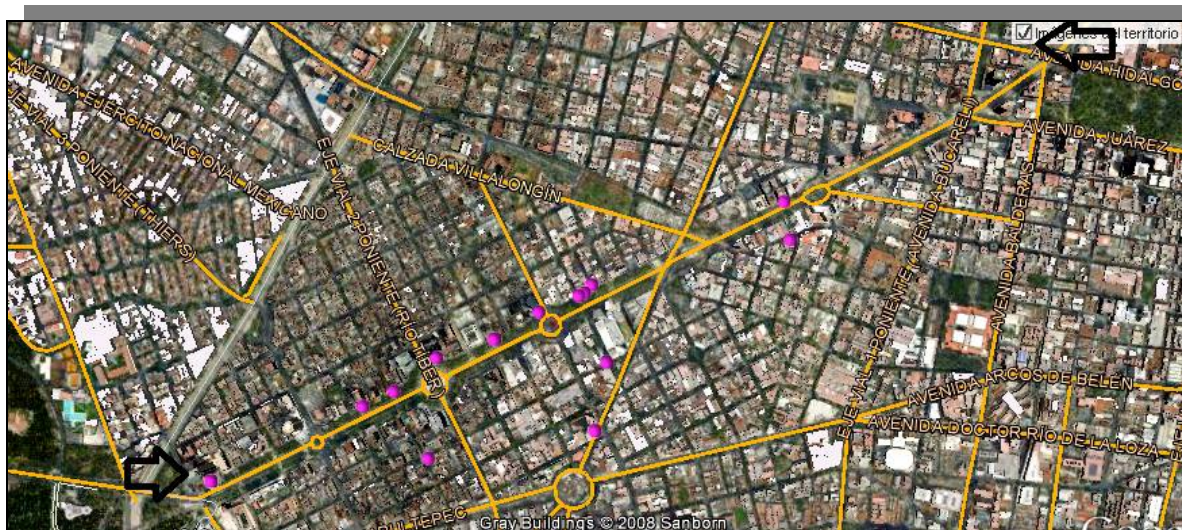 Imágenes del territorio
AVENIDA HIDALGO
AVENIDA EJÉRCITO NACIONAL MEXICANO
EJE VIAL 3 PONIENTE (THIERS)
EJE VIAL 2 PONIENTE (RÍO TIBER)
CALZADA VILLALONGÍN
AVENIDA JUÁREZ
EJE VIAL 1 PONIENTE (AVENIDA BUCARELI)
AVENIDA BALDERAS
AVENIDA ARCOS DE BELÉN
AVENIDA DOCTOR RÍO DE LA LOZA
Gray Buildings © 2008 Sanborn